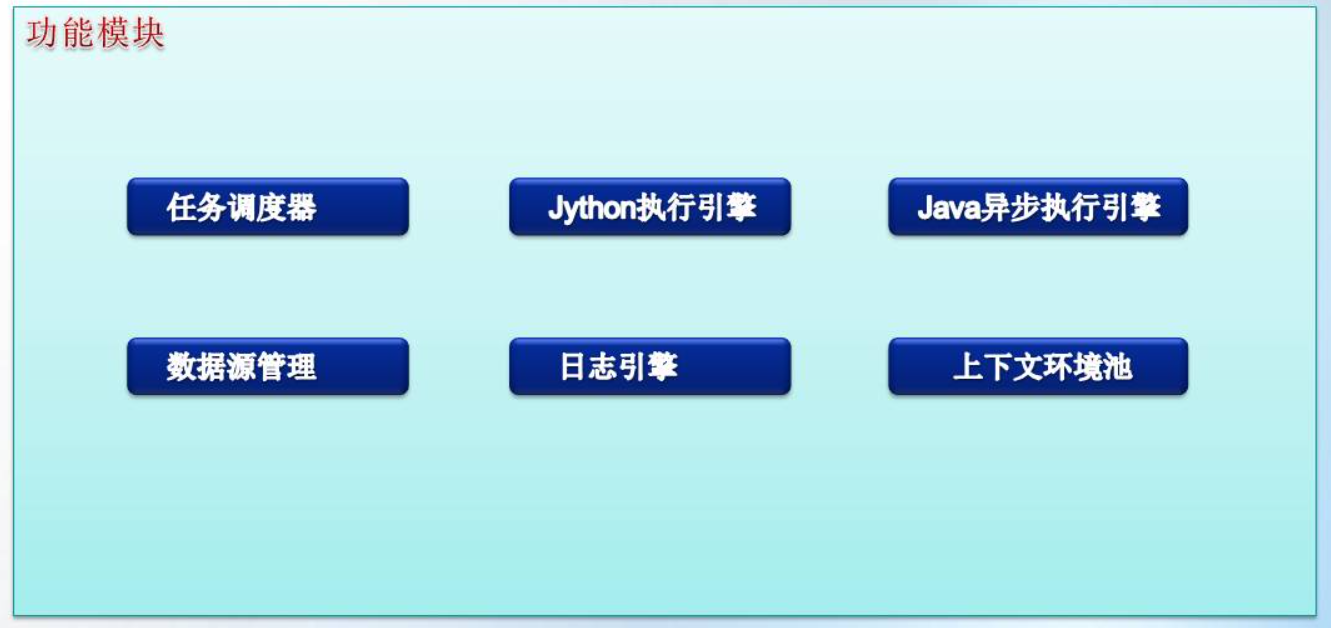 功能模块
任务调度器
Jython执行引擎
Java异步执行引擎
数据源管理
日志引擎
上下文环境池